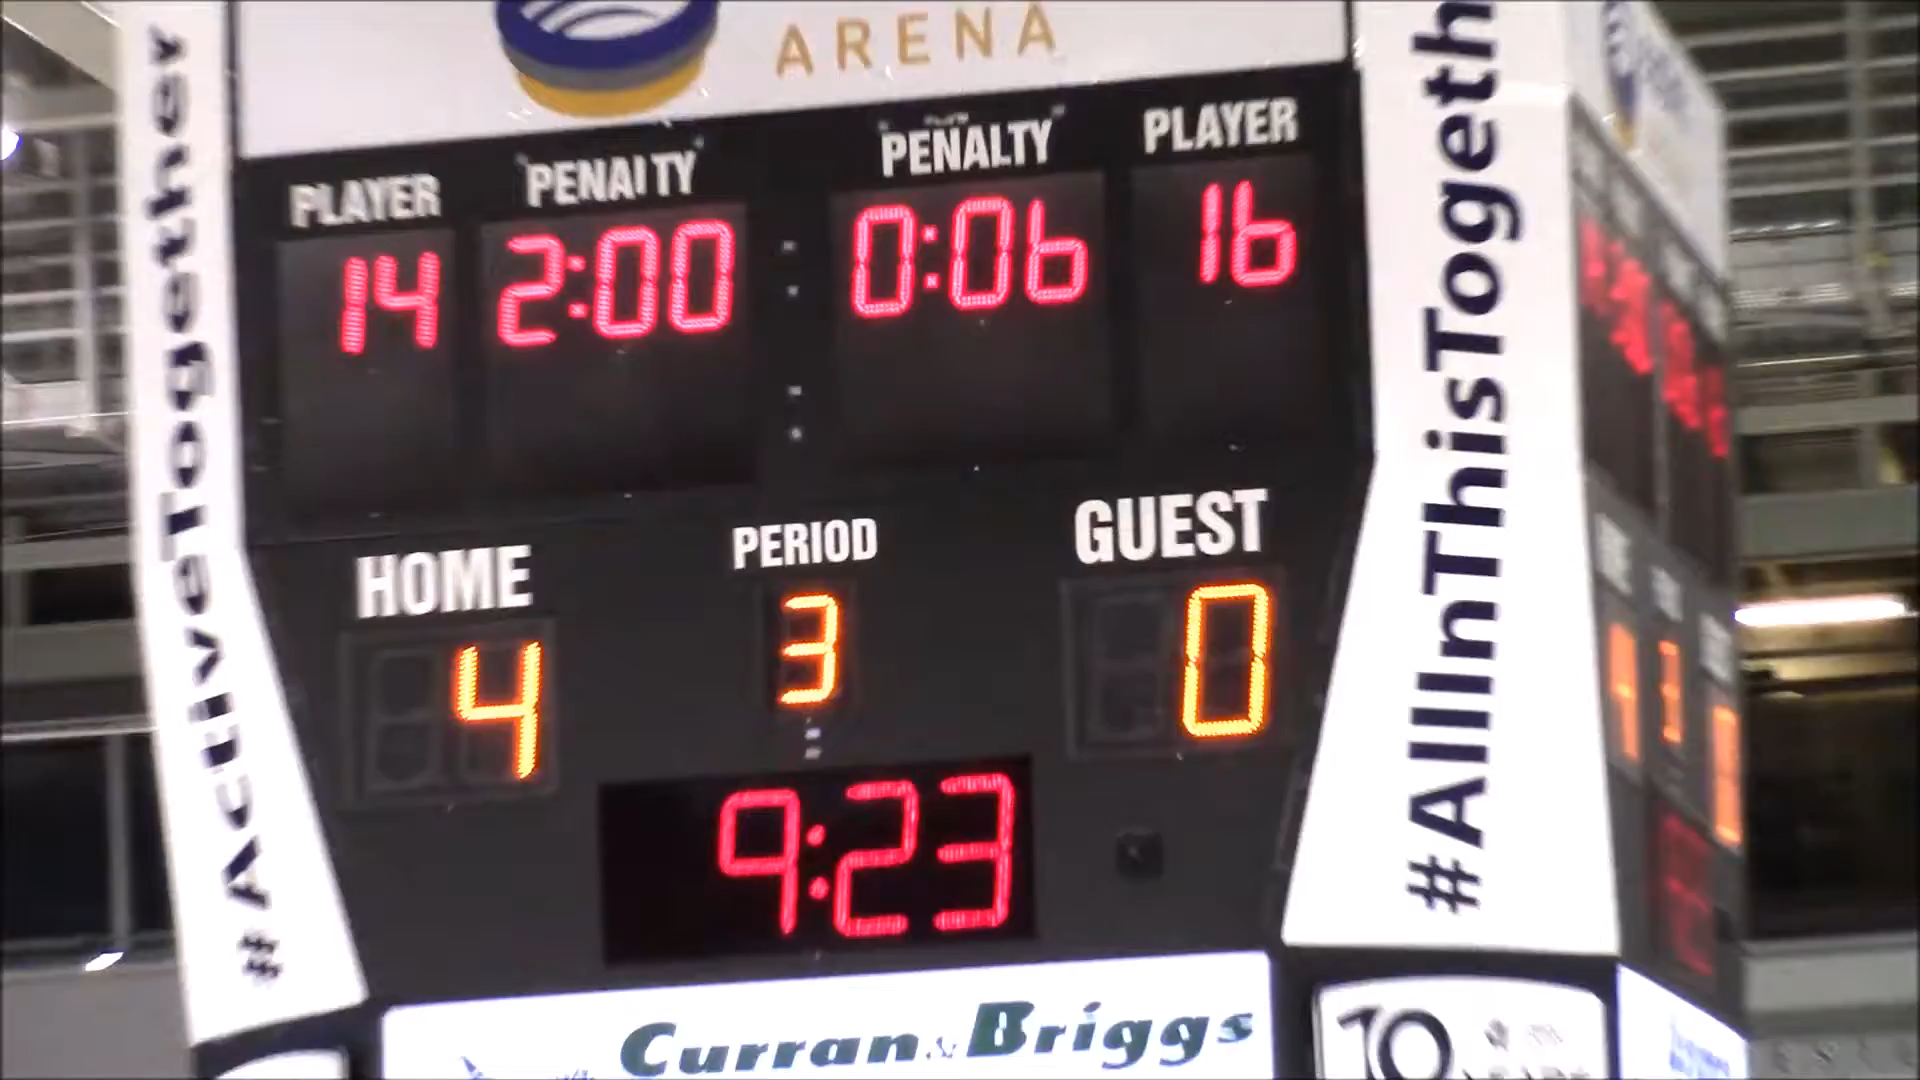 ARENA
PLAYER PENALTY PENALTY PLAYER
14 2:00 0:06 16
HOME PERIOD GUEST
4 3 0
9:23
Curran & Briggs
#ActiveTogether
#AllInThisTogeth
10